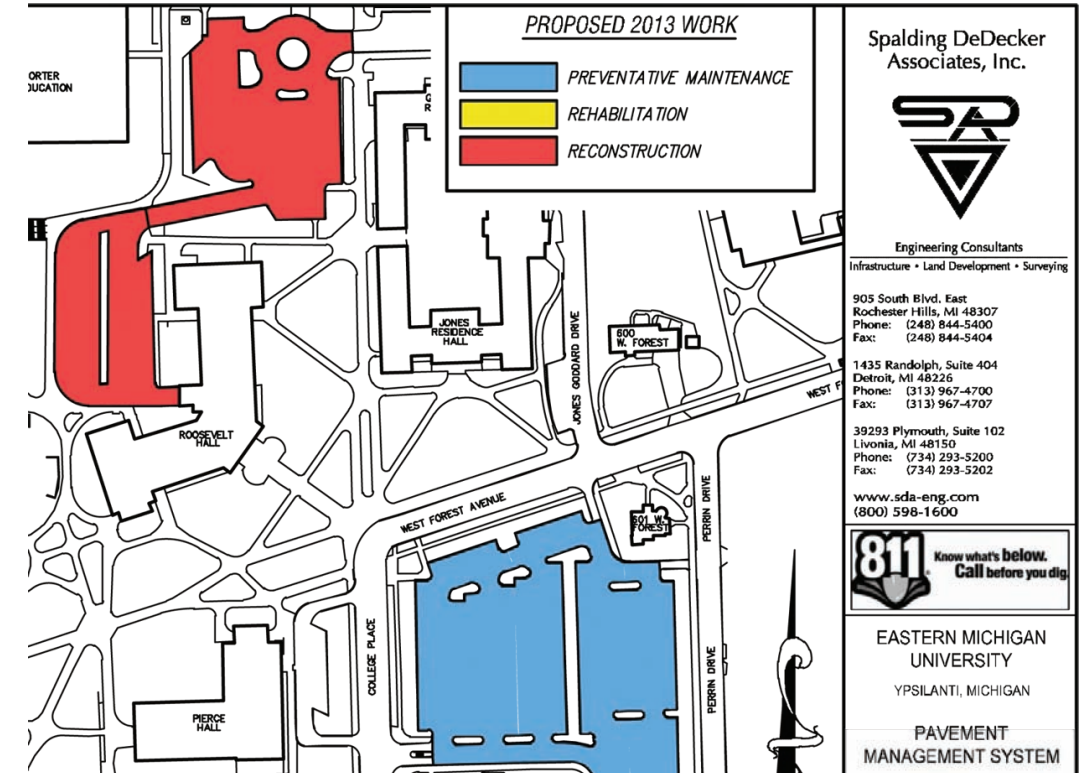 PROPOSED 2013 WORK
PREVENTATIVE MAINTENANCE
REHABILITATION
RECONSTRUCTION
ORTER
DUCATION
JONES
RESIDENCE
HALL
JONES GODDARD DRIVE
600
W. FOREST
WEST F
ROOSEVELT
HALL
WEST FOREST AVENUE
501 W.
FOREST
PERRIN DRIVE
COLLEGE PLACE
PERRIN DRIVE
PIERCE
HALL
Spalding DeDecker
Associates, Inc.
SDA
Engineering Consultants
Infrastructure • Land Development • Surveying
905 South Blvd. East
Rochester Hills, MI 48307
Phone: (248) 844-5400
Fax: (248) 844-5404
1435 Randolph, Suite 404
Detroit, MI 48226
Phone: (313) 967-4700
Fax: (313) 967-4707
39293 Plymouth, Suite 102
Livonia, MI 48150
Phone: (734) 293-5200
Fax: (734) 293-5202
www.sda-eng.com
(800) 598-1600
811
Know what's below.
Call before you dig.
EASTERN MICHIGAN
UNIVERSITY
YPSILANTI, MICHIGAN
PAVEMENT
MANAGEMENT SYSTEM